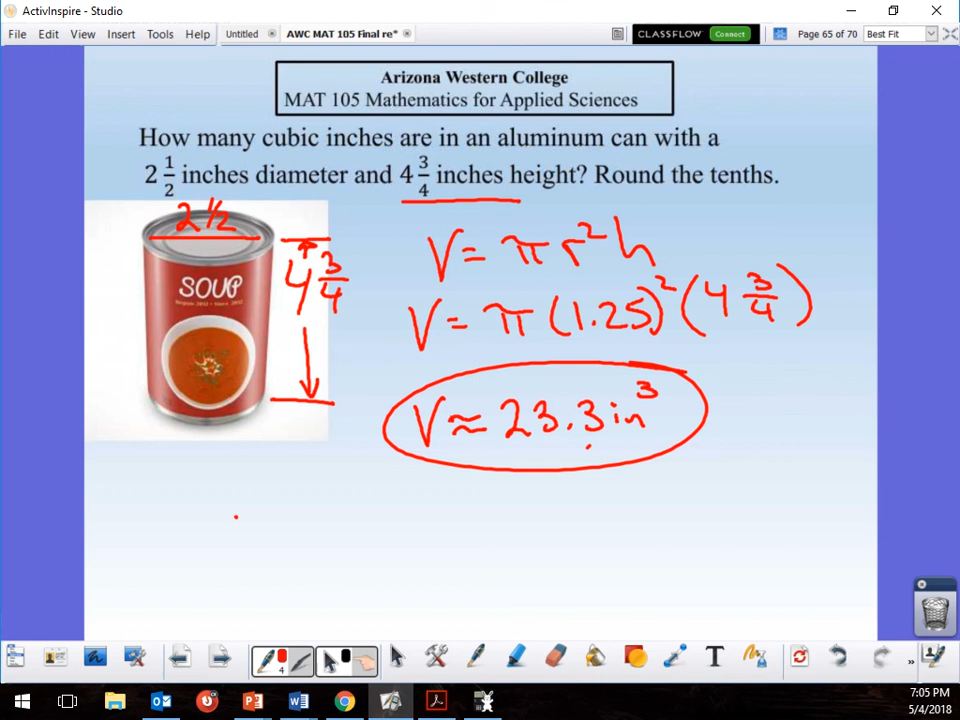 ActivInspire - Studio
File Edit View Insert Tools Help Untitled AWC MAT 105 Final re* CLASSFLOW Connect Page 65 of 70 Best Fit
Arizona Western College
MAT 105 Mathematics for Applied Sciences
How many cubic inches are in an aluminum can with a
2 1/2 inches diameter and 4 3/4 inches height? Round the tenths.
2 1/2
4 3/4
SOUP
V = π r² h
V = π (1.25)² (4 3/4)
V ≈ 23.3 in³
4
T
»
7:05 PM
5/4/2018